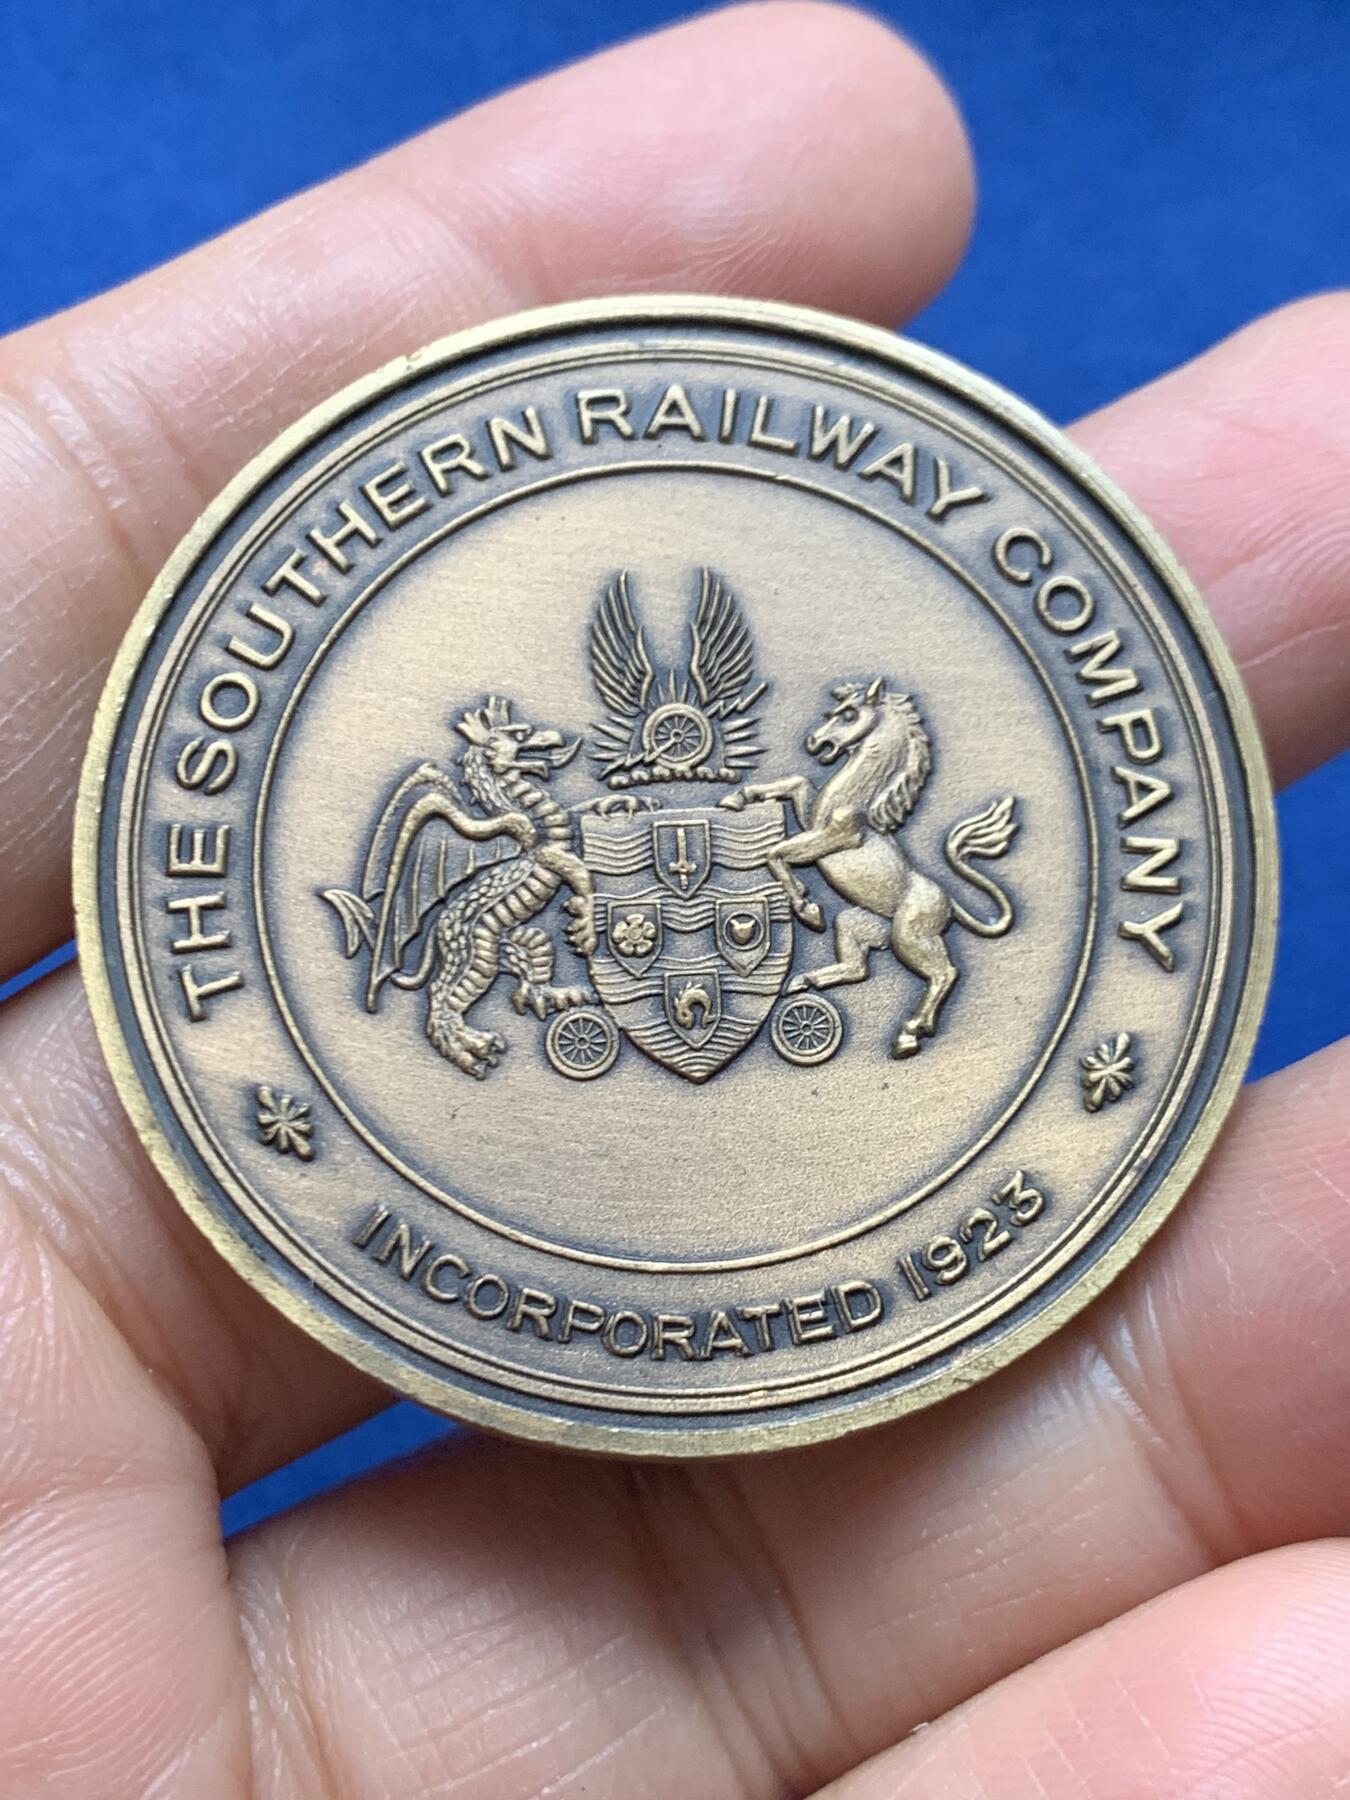 THE SOUTHERN RAILWAY COMPANY
INCORPORATED 1923